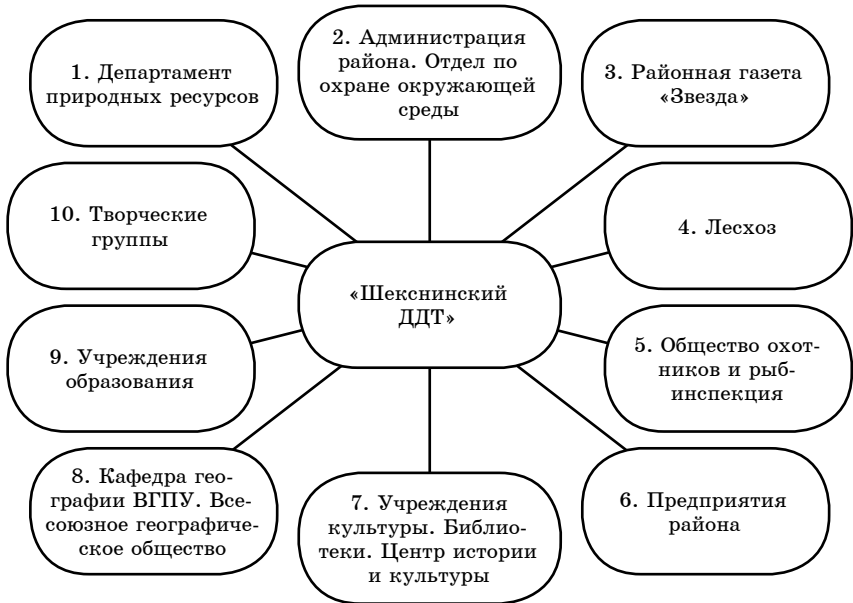 1. Департамент
природных ресурсов
2. Администрация
района. Отдел по
охране окружающей
среды
3. Районная газета
«Звезда»
10. Творческие
группы
4. Лесхоз
«Шекснинский
ДДТ»
9. Учреждения
образования
5. Общество охот-
ников и рыб-
инспекция
8. Кафедра гео-
графии ВГПУ. Все-
союзное географиче-
ское общество
7. Учреждения
культуры. Библио-
теки. Центр истории
и культуры
6. Предприятия
района